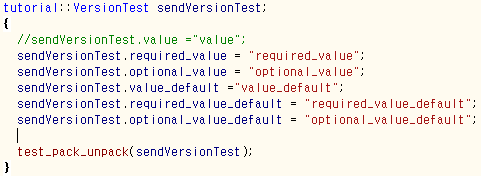 tutorial::VersionTest sendVersionTest;
{
//sendVersionTest.value ="value";
sendVersionTest.required_value = "required_value";
sendVersionTest.optional_value = "optional_value";
sendVersionTest.value_default ="value_default";
sendVersionTest.required_value_default = "required_value_default";
sendVersionTest.optional_value_default = "optional_value_default";
test_pack_unpack(sendVersionTest);
}